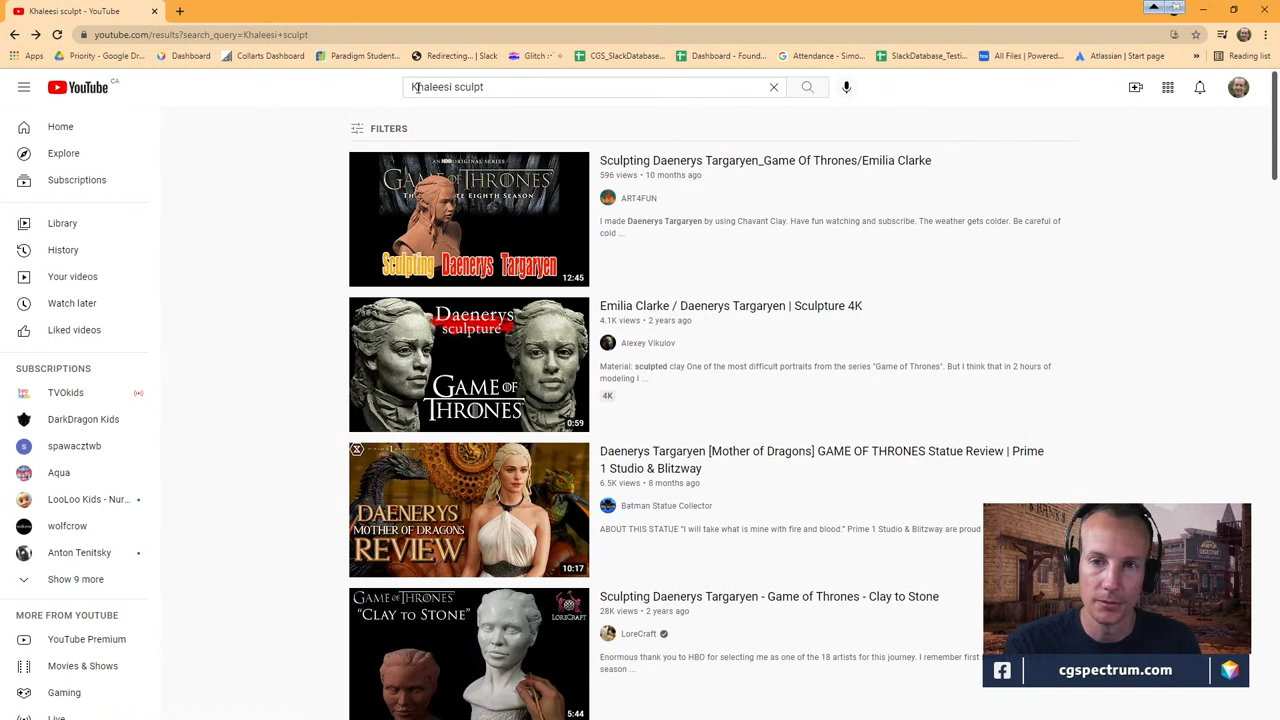 Khaleesi sculpt - YouTube
youtube.com/results?search_query=Khaleesi+sculpt
Apps
Priority - Google Dr...
Dashboard
Collarts Dashboard
Paradigm Student...
Redirecting... | Slack
Glitch :・
CGS_SlackDatabase...
Dashboard - Found...
Attendance - Simo...
SlackDatabase_Testi...
All Files | Powered...
Atlassian | Start page
»
Reading list
YouTube CA
Khaleesi sculpt
Home
Explore
Subscriptions
Library
History
Your videos
Watch later
Liked videos
SUBSCRIPTIONS
TVOkids
DarkDragon Kids
spawacztwb
Aqua
LooLoo Kids - Nur...
wolfcrow
Anton Tenitsky
Show 9 more
MORE FROM YOUTUBE
YouTube Premium
Movies & Shows
Gaming
Live
FILTERS
AN HBO ORIGINAL SERIES
GAME OF THRONES
Sculpting Daenerys Targaryen
12:45
Sculpting Daenerys Targaryen_Game Of Thrones/Emilia Clarke
596 views • 10 months ago
ART4FUN
I made Daenerys Targaryen by using Chavant Clay. Have fun watching and subscribe. The weather gets colder. Be careful of
cold ...
Daenerys
sculpture
GAME OF
THRONES
0:59
Emilia Clarke / Daenerys Targaryen | Sculpture 4K
4.1K views • 2 years ago
Alexey Vikulov
Material: sculpted clay One of the most difficult portraits from the series "Game of Thrones". But I think that in 2 hours of
modeling I ...
4K
DAENERYS
MOTHER OF DRAGONS
REVIEW
10:17
Daenerys Targaryen [Mother of Dragons] GAME OF THRONES Statue Review | Prime
1 Studio & Blitzway
6.5K views • 8 months ago
Batman Statue Collector
ABOUT THIS STATUE "I will take what is mine with fire and blood." Prime 1 Studio & Blitzway are proud
GAME OF THRONES
"CLAY TO STONE"
LORECRAFT
5:44
Sculpting Daenerys Targaryen - Game of Thrones - Clay to Stone
28K views • 2 years ago
LoreCraft
Enormous thank you to HBO for selecting me as one of the 18 artists for this journey. I remember first
season ...
cgspectrum.com